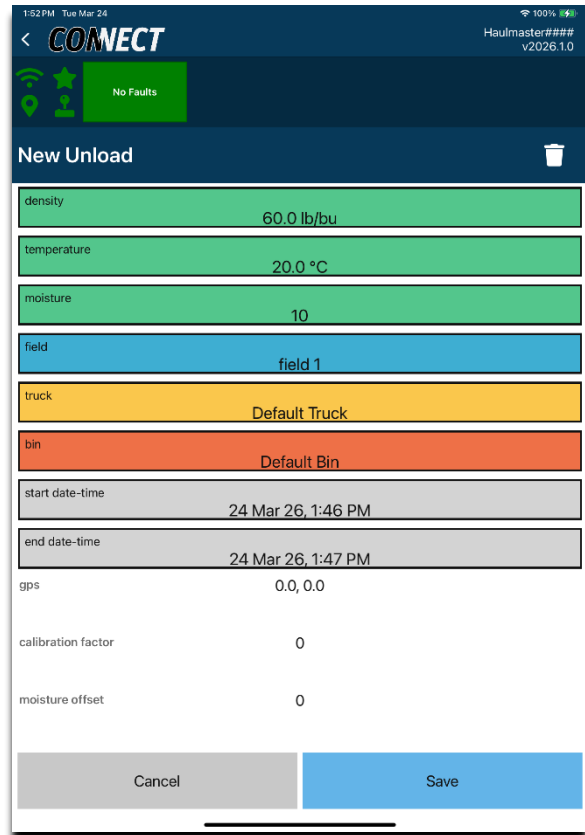 1:52 PM Tue Mar 24
100%
CONNECT
Haulmaster####
v2026.1.0
No Faults
New Unload
density
60.0 lb/bu
temperature
20.0 °C
moisture
10
field
field 1
truck
Default Truck
bin
Default Bin
start date-time
24 Mar 26, 1:46 PM
end date-time
24 Mar 26, 1:47 PM
gps
0.0, 0.0
calibration factor
0
moisture offset
0
Cancel
Save